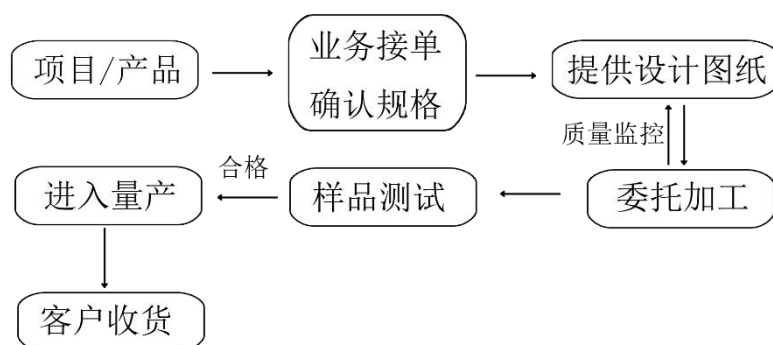 项目/产品
业务接单
确认规格
提供设计图纸
质量监控
委托加工
样品测试
合格
进入量产
客户收货